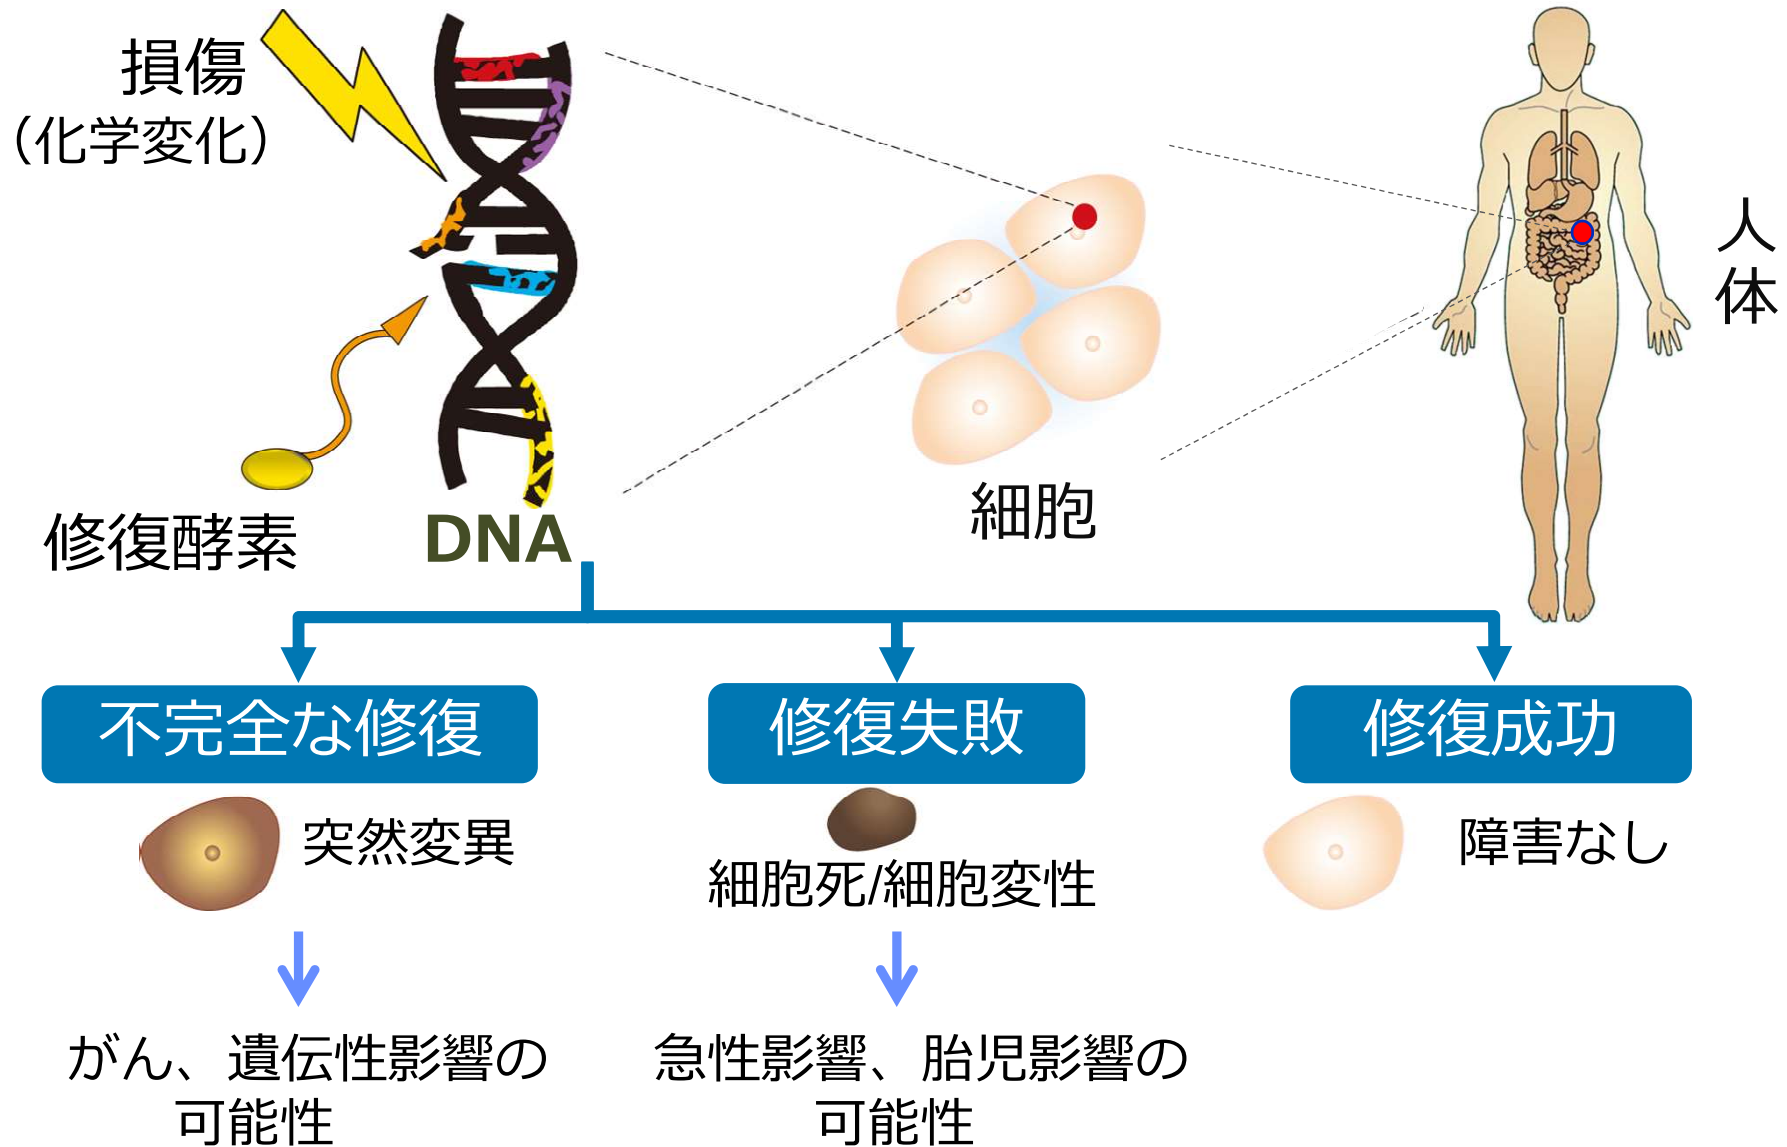 損傷
（化学変化）
人体
細胞
修復酵素
DNA
不完全な修復
修復失敗
修復成功
突然変異
細胞死/細胞変性
障害なし
がん、遺伝性影響の
可能性
急性影響、胎児影響の
可能性